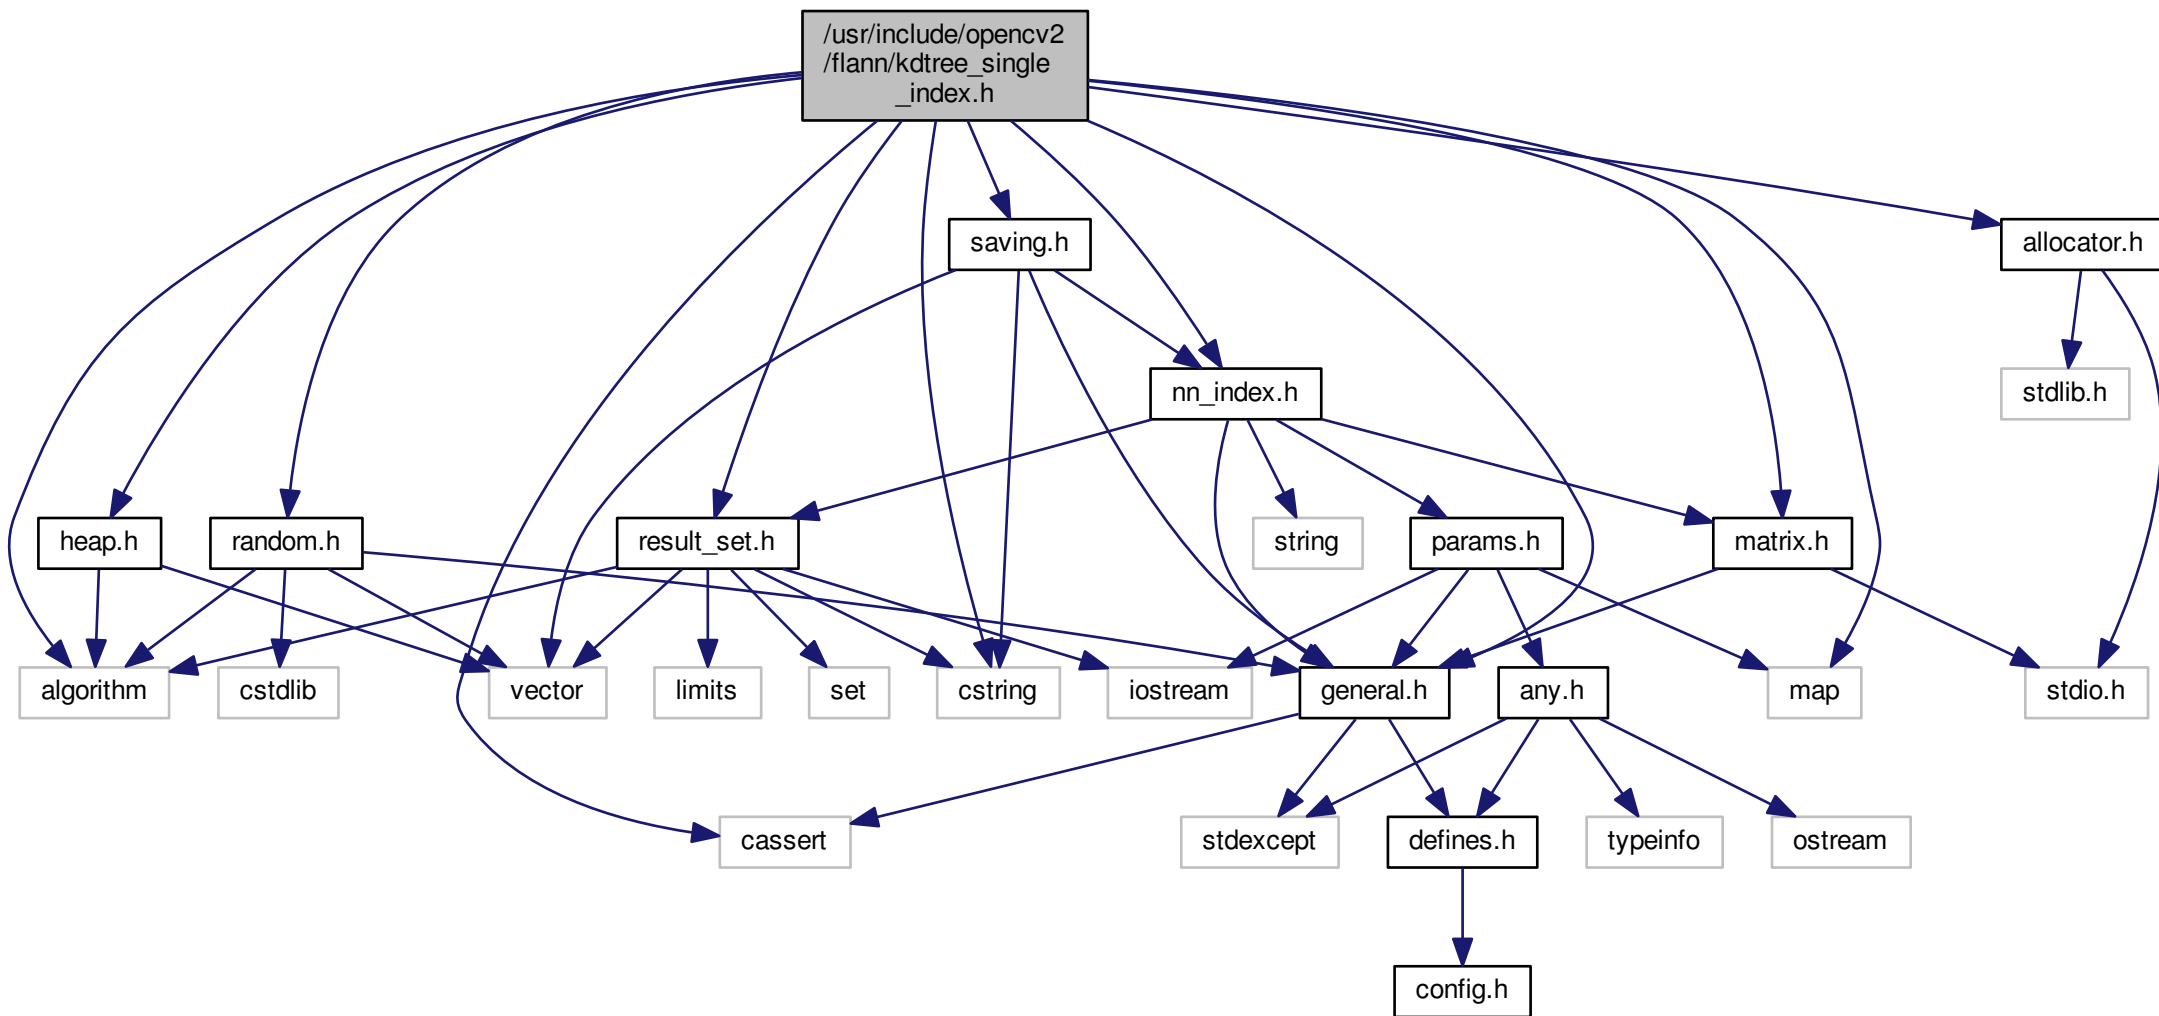 /usr/include/opencv2
/flann/kdtree_single
_index.h
saving.h
allocator.h
nn_index.h
stdlib.h
heap.h
random.h
result_set.h
string
params.h
matrix.h
algorithm
cstdlib
vector
limits
set
cstring
iostream
general.h
any.h
map
stdio.h
cassert
stdexcept
defines.h
typeinfo
ostream
config.h